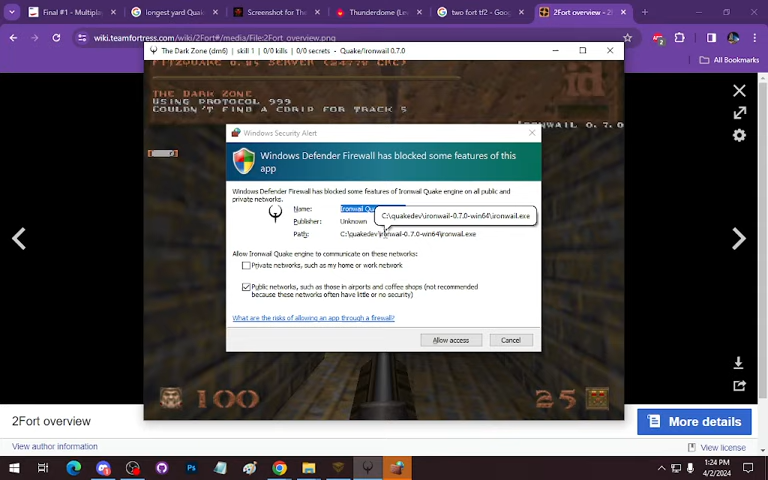 Final #1 - Multipla
longest yard Quak
Screenshot for The
Thunderdome (Lev
two fort tf2 - Goog
2Fort overview - 2F
wiki.teamfortress.com/wiki/2Fort#/media/File:2Fort_overview.png
All Bookmarks
The Dark Zone (dm6) | skill 1 | 0/0 kills | 0/0 secrets - Quake/Ironwail 0.7.0
THE DARK ZONE
USING PROTOCOL 999
COULDN'T FIND A CDRIP FOR TRACK 5
IRONWAIL 0.7.0
Windows Security Alert
Windows Defender Firewall has blocked some features of this
app
Windows Defender Firewall has blocked some features of Ironwail Quake engine on all public and
private networks.
Name: Ironwail Qu
C:\quakedev\ironwail-0.7.0-win64\ironwail.exe
Publisher: Unknown
Path: C:\quakedev\ironwail-0.7.0-win64\ironwail.exe
Allow Ironwail Quake engine to communicate on these networks:
Private networks, such as my home or work network
Public networks, such as those in airports and coffee shops (not recommended
because these networks often have little or no security)
What are the risks of allowing an app through a firewall?
Allow access
Cancel
100
25
2Fort overview
More details
View author information
View license
1:24 PM
4/2/2024